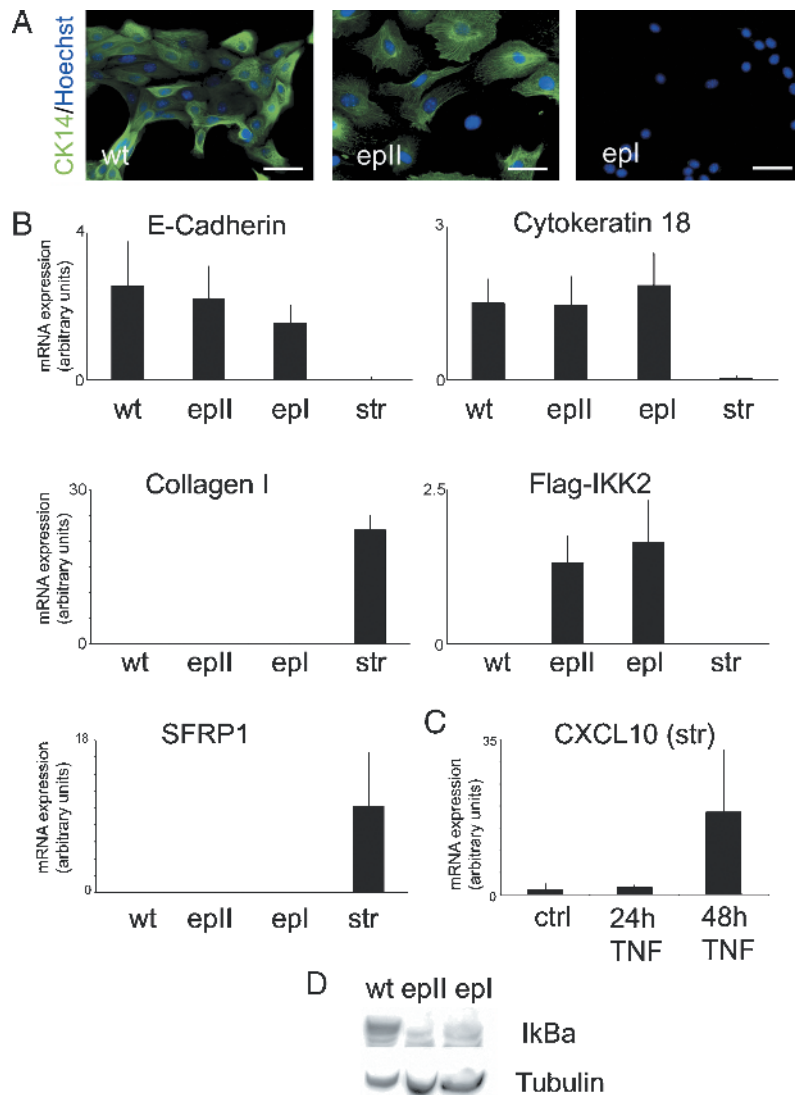 A
CK14/Hoechst
wt
epII
epI
B
E-Cadherin
mRNA expression
(arbitrary units)
4
0
wt epII epI str
Cytokeratin 18
3
0
wt epII epI str
Collagen I
mRNA expression
(arbitrary units)
30
0
wt epII epI str
Flag-IKK2
2.5
0
wt epII epI str
SFRP1
mRNA expression
(arbitrary units)
18
0
wt epII epI str
C
CXCL10 (str)
mRNA expression
(arbitrary units)
35
0
ctrl 24h 48h
TNF TNF
D
wt epII epI
IkBa
Tubulin